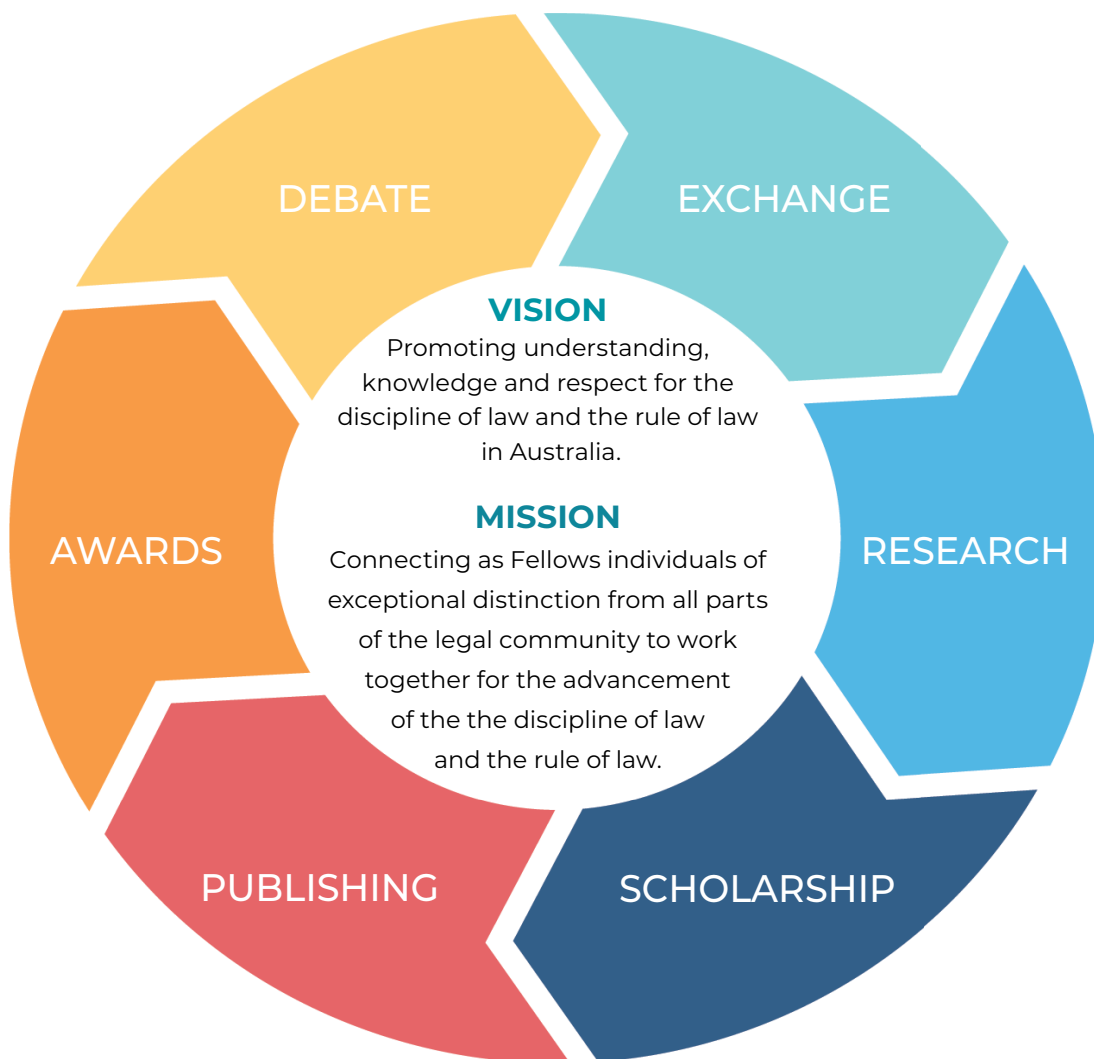 DEBATE
EXCHANGE
VISION
Promoting understanding,
knowledge and respect for the
discipline of law and the rule of law
in Australia.
MISSION
AWARDS
Connecting as Fellows individuals of
RESEARCH
exceptional distinction from all parts
of the legal community to work
together for the advancement
of the the discipline of law
and the rule of law.
PUBLISHING
SCHOLARSHIP